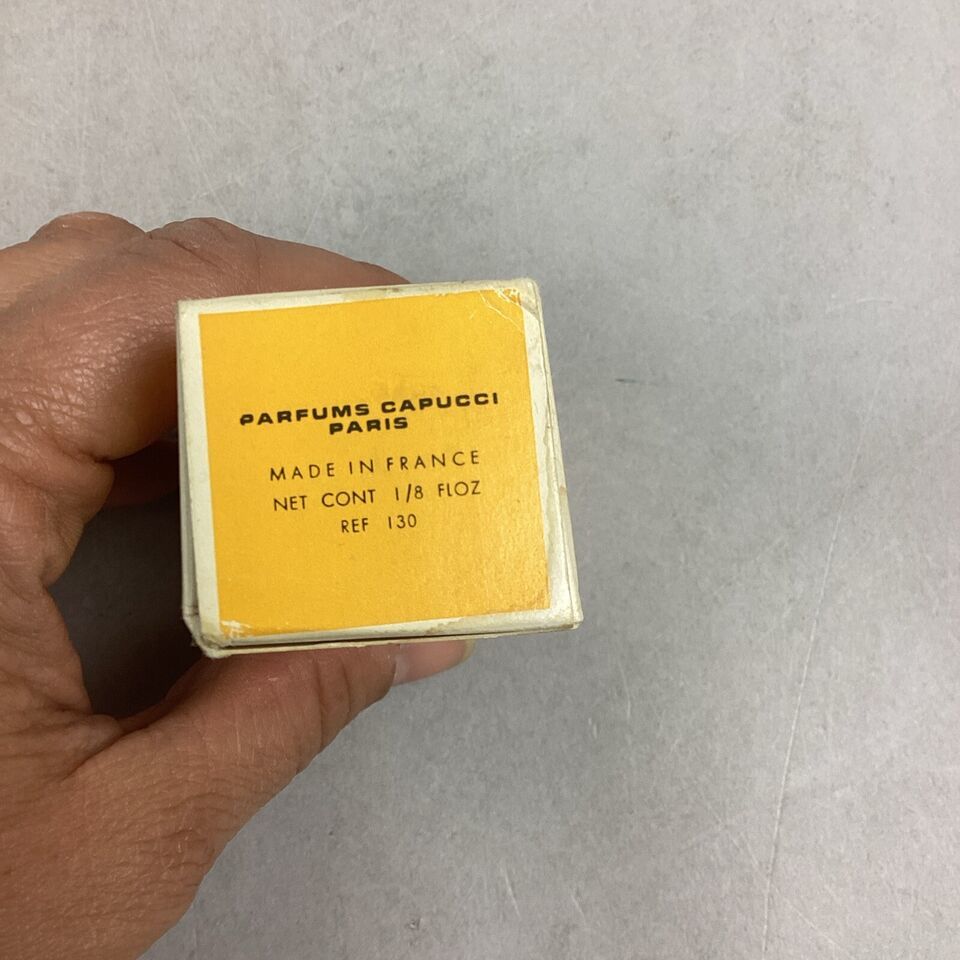 PARFUMS CAPUCCI
PARIS
MADE IN FRANCE
NET CONT 1/8 FLOZ
REF 130